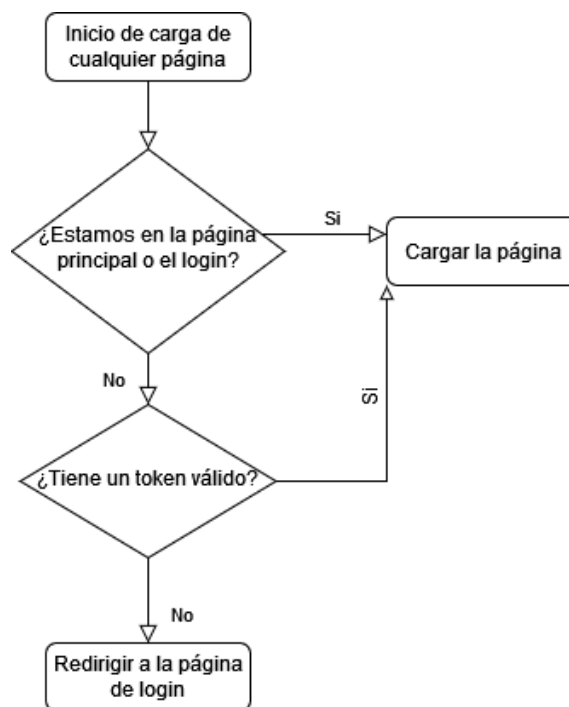 Inicio de carga de
cualquier página
¿Estamos en la página
principal o el login?
Si
Cargar la página
No
Si
¿Tiene un token válido?
No
Redirigir a la página
de login